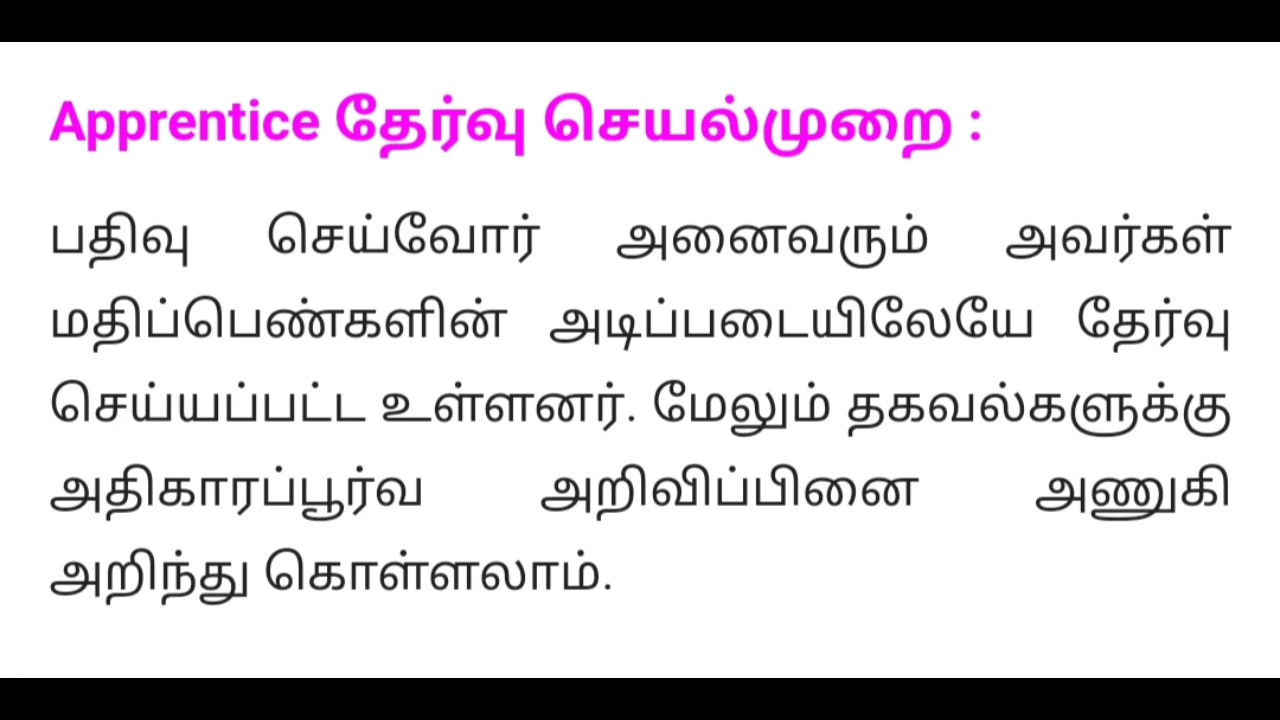 Apprentice தேர்வு செயல்முறை :
பதிவு செய்வோர் அனைவரும் அவர்கள்
மதிப்பெண்களின் அடிப்படையிலேயே தேர்வு
செய்யப்பட்ட உள்ளனர். மேலும் தகவல்களுக்கு
அதிகாரப்பூர்வ அறிவிப்பினை அணுகி
அறிந்து கொள்ளலாம்.